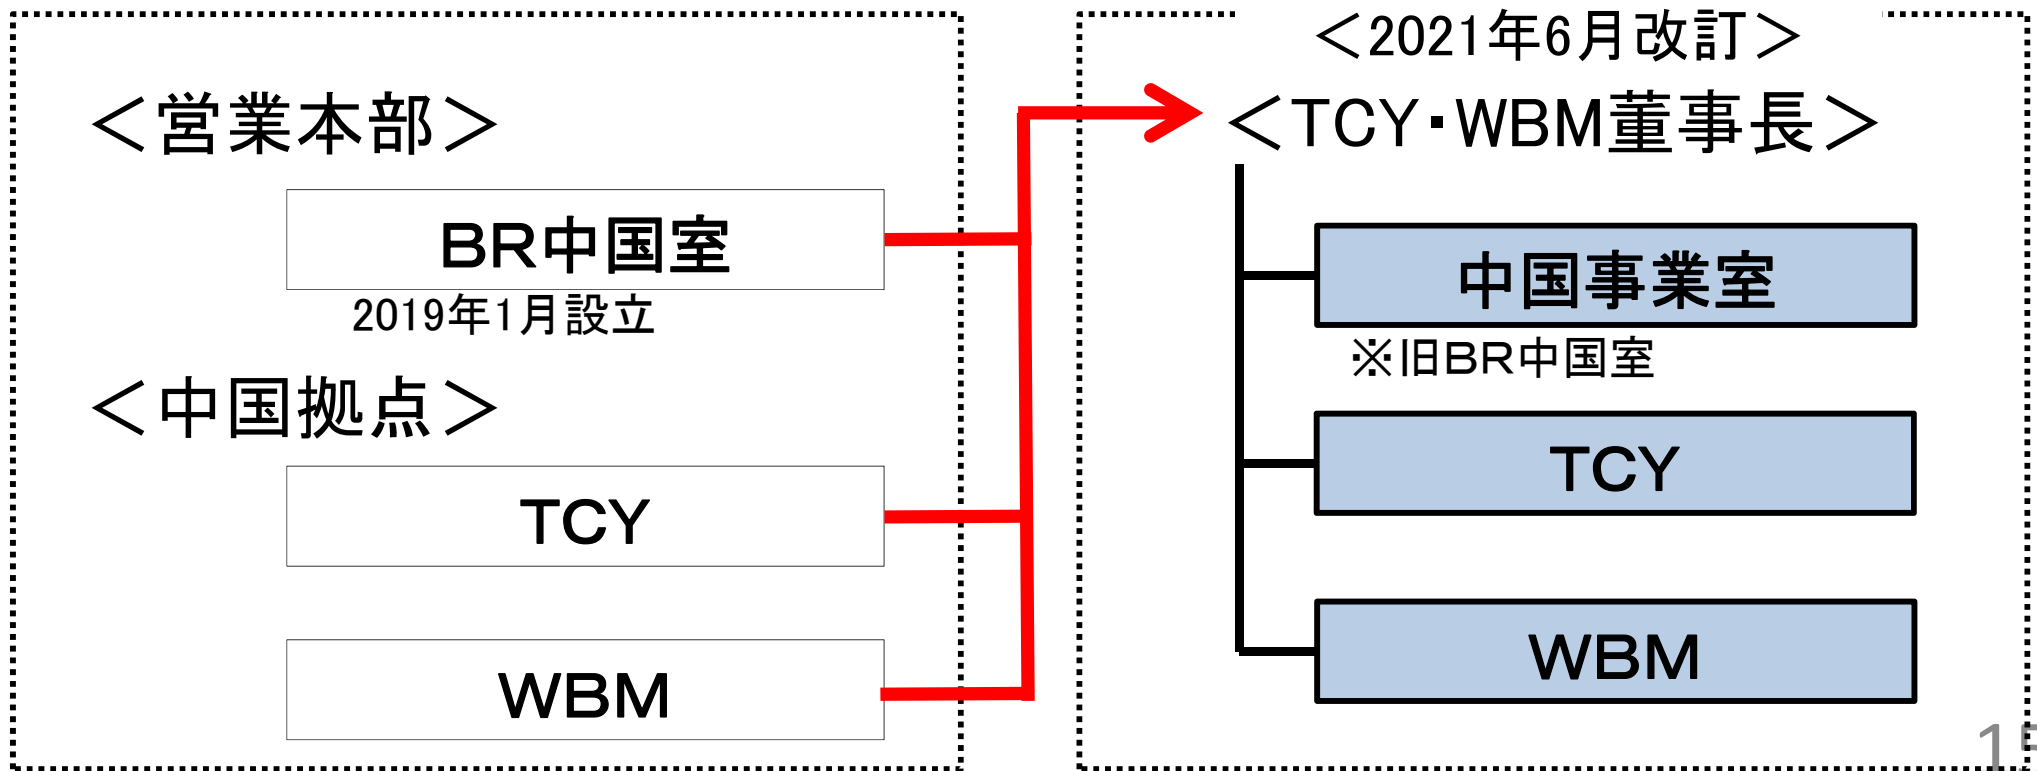 ＜営業本部＞
ＢＲ中国室
2019年1月設立
＜中国拠点＞
ＴＣＹ
ＷＢＭ
＜2021年6月改訂＞
＜ＴＣＹ・ＷＢＭ董事長＞
中国事業室
※旧ＢＲ中国室
ＴＣＹ
ＷＢＭ